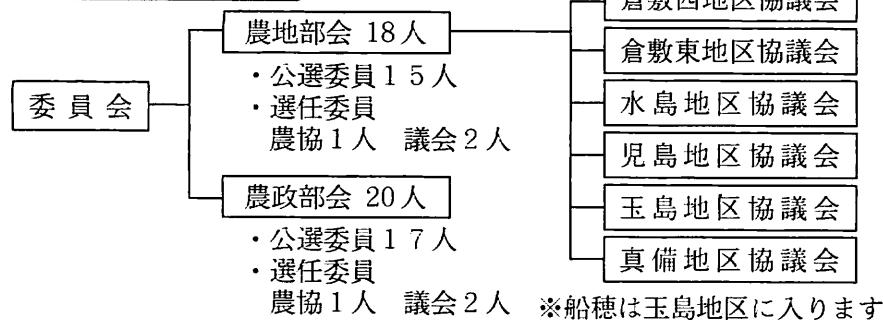 倉敷西地区協議会
農地部会 18人
倉敷東地区協議会
・公選委員15人
・選任委員
農協1人 議会2人
委員会
水島地区協議会
児島地区協議会
農政部会 20人
玉島地区協議会
・公選委員17人
・選任委員
農協1人 議会2人
真備地区協議会
※船穂は玉島地区に入ります